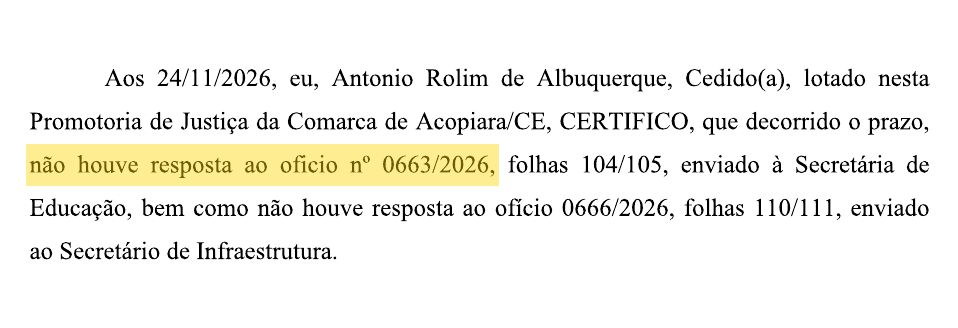 Aos 24/11/2026, eu, Antonio Rolim de Albuquerque, Cedido(a), lotado nesta
Promotoria de Justiça da Comarca de Acopiara/CE, CERTIFICO, que decorrido o prazo,
não houve resposta ao oficio nº 0663/2026, folhas 104/105, enviado à Secretária de
Educação, bem como não houve resposta ao ofício 0666/2026, folhas 110/111, enviado
ao Secretário de Infraestrutura.